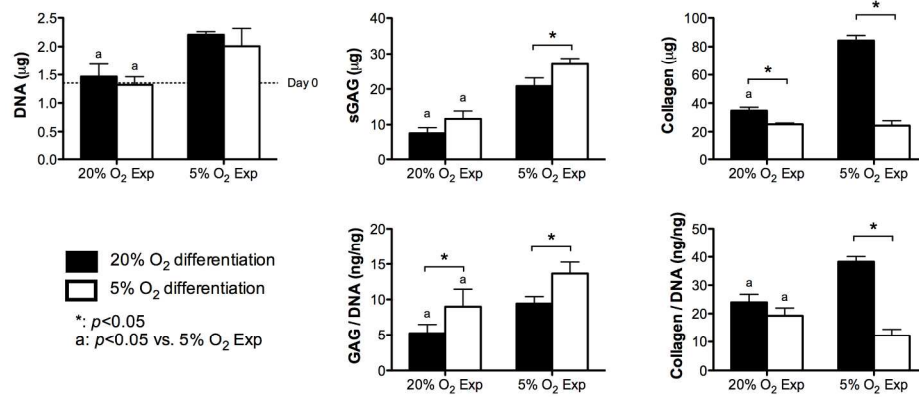 2.5
2.0
1.5
1.0
0.5
0.0
DNA (µg)
a
a
Day 0
20% O₂ Exp
5% O₂ Exp
40
30
20
10
0
sGAG (µg)
a
a
*
20% O₂ Exp
5% O₂ Exp
100
80
60
40
20
0
Collagen (µg)
a
*
*
20% O₂ Exp
5% O₂ Exp
20% O₂ differentiation
5% O₂ differentiation
*: p<0.05
a: p<0.05 vs. 5% O₂ Exp
20
15
10
5
0
GAG / DNA (ng/ng)
a
*
a
*
20% O₂ Exp
5% O₂ Exp
50
40
30
20
10
0
Collagen / DNA (ng/ng)
a
a
*
20% O₂ Exp
5% O₂ Exp